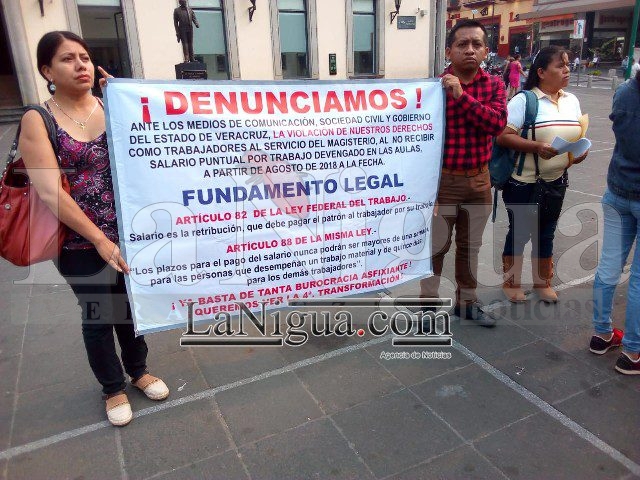 ¡ DENUNCIAMOS !
ANTE LOS MEDIOS DE COMUNICACIÓN, SOCIEDAD CIVIL Y GOBIERNO
DEL ESTADO DE VERACRUZ, LA VIOLACIÓN DE NUESTROS DERECHOS
COMO TRABAJADORES AL SERVICIO DEL MAGISTERIO, AL NO RECIBIR
SALARIO PUNTUAL POR TRABAJO DEVENGADO EN LAS AULAS,
A PARTIR DE AGOSTO DE 2018 A LA FECHA.
FUNDAMENTO LEGAL
ARTÍCULO 82 DE LA LEY FEDERAL DEL TRABAJO.-
Salario es la retribución, que debe pagar el patrón al trabajador por su trabajo
ARTÍCULO 88 DE LA MISMA LEY.-
"Los plazos para el pago del salario nunca podrán ser mayores de una semana
para las personas que desempeñan un trabajo material y de quince días
para los demás trabajadores".
¡ YA BASTA DE TANTA BUROCRACIA ASFIXIANTE!
QUEREMOS VER LA 4ª. TRANSFORMACIÓN
LaNigua.com
Agencia de Noticias